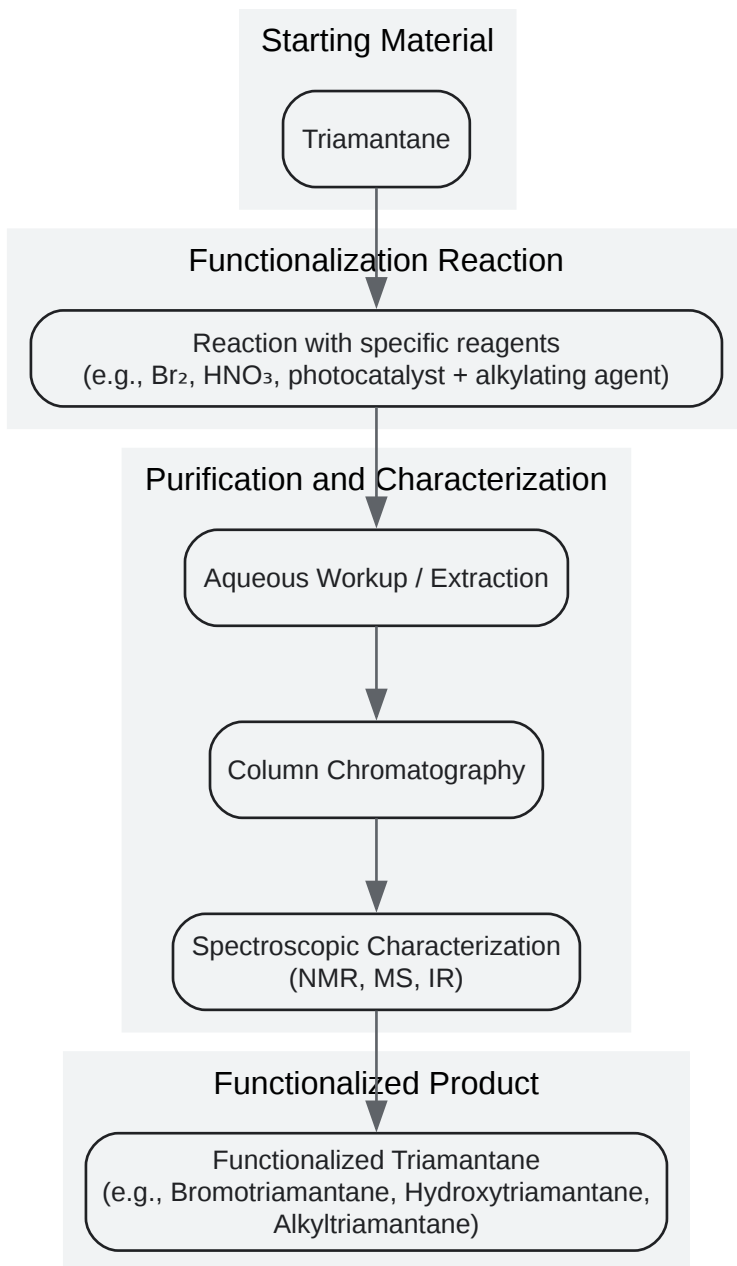 Starting Material
Triamantane
Functionalization Reaction
Reaction with specific reagents
(e.g., Br₂, HNO₃, photocatalyst + alkylating agent)
Purification and Characterization
Aqueous Workup / Extraction
Column Chromatography
Spectroscopic Characterization
(NMR, MS, IR)
Functionalized Product
Functionalized Triamantane
(e.g., Bromotriamantane, Hydroxytriamantane,
Alkyltriamantane)